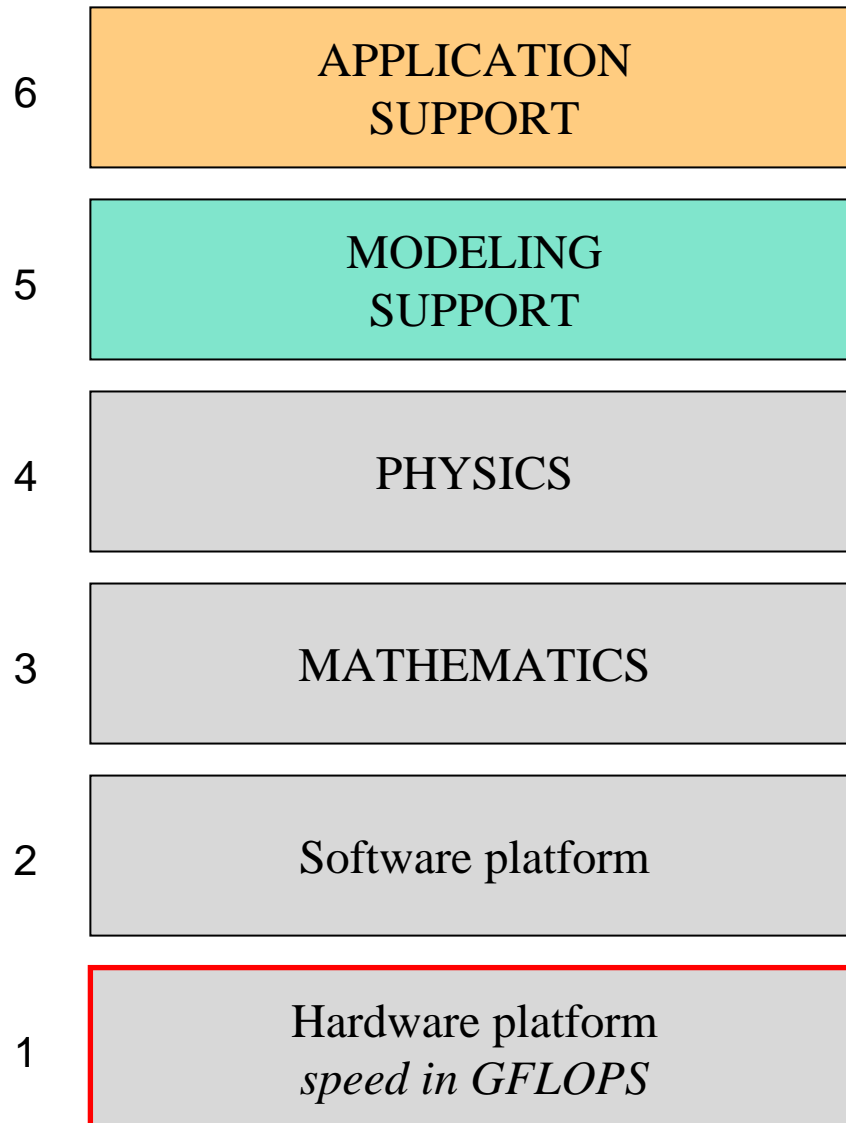 6
APPLICATION
SUPPORT
5
MODELING
SUPPORT
4
PHYSICS
3
MATHEMATICS
2
Software platform
1
Hardware platform
speed in GFLOPS